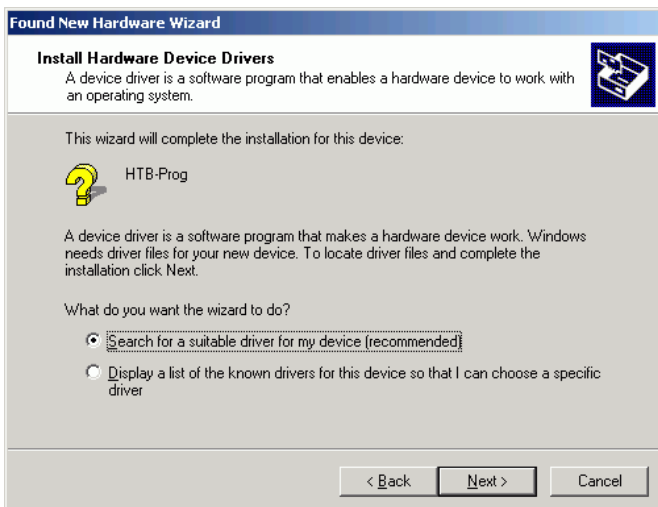 Found New Hardware Wizard
Install Hardware Device Drivers
A device driver is a software program that enables a hardware device to work with
an operating system.
This wizard will complete the installation for this device:
HTB-Prog
A device driver is a software program that makes a hardware device work. Windows
needs driver files for your new device. To locate driver files and complete the
installation click Next.
What do you want the wizard to do?
Search for a suitable driver for my device (recommended)
Display a list of the known drivers for this device so that I can choose a specific
driver
< Back
Next >
Cancel